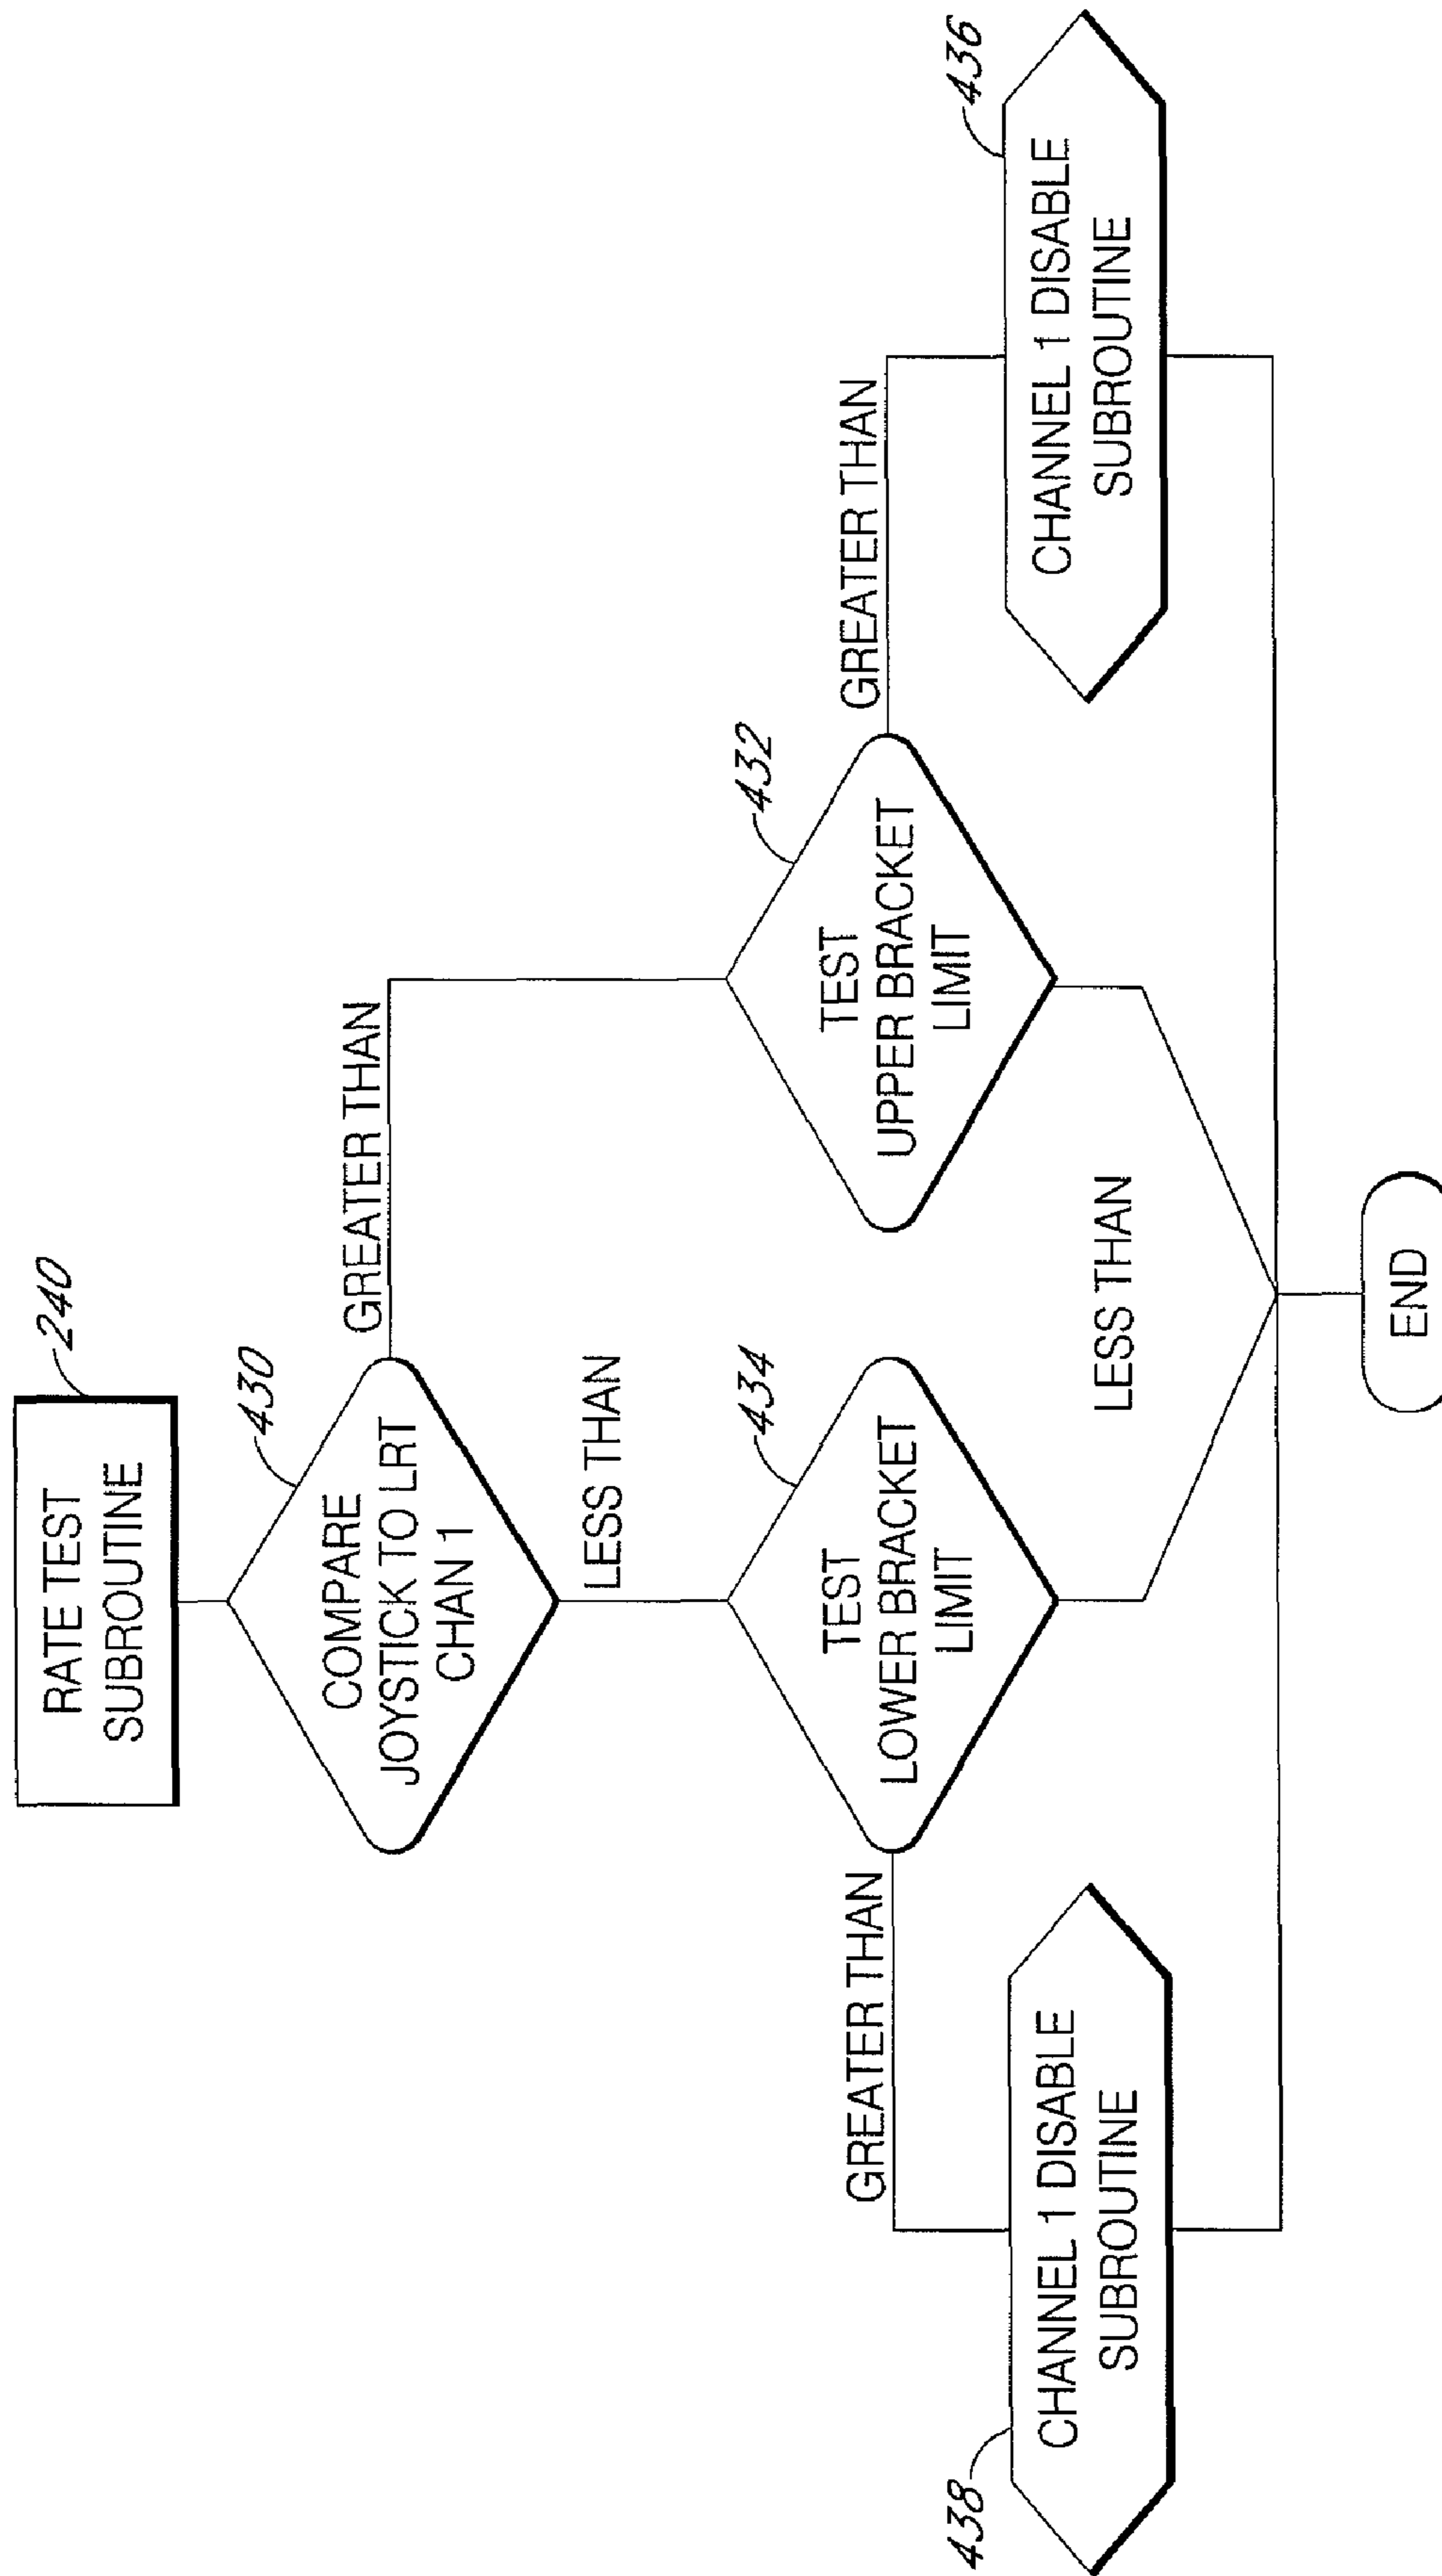 RATE TEST
SUBROUTINE
240
COMPARE
JOYSTICK TO LRT
CHAN 1
430
GREATER THAN
LESS THAN
TEST
LOWER BRACKET
LIMIT
434
TEST
UPPER BRACKET
LIMIT
432
GREATER THAN
GREATER THAN
438
CHANNEL 1 DISABLE
SUBROUTINE
LESS THAN
436
CHANNEL 1 DISABLE
SUBROUTINE
END